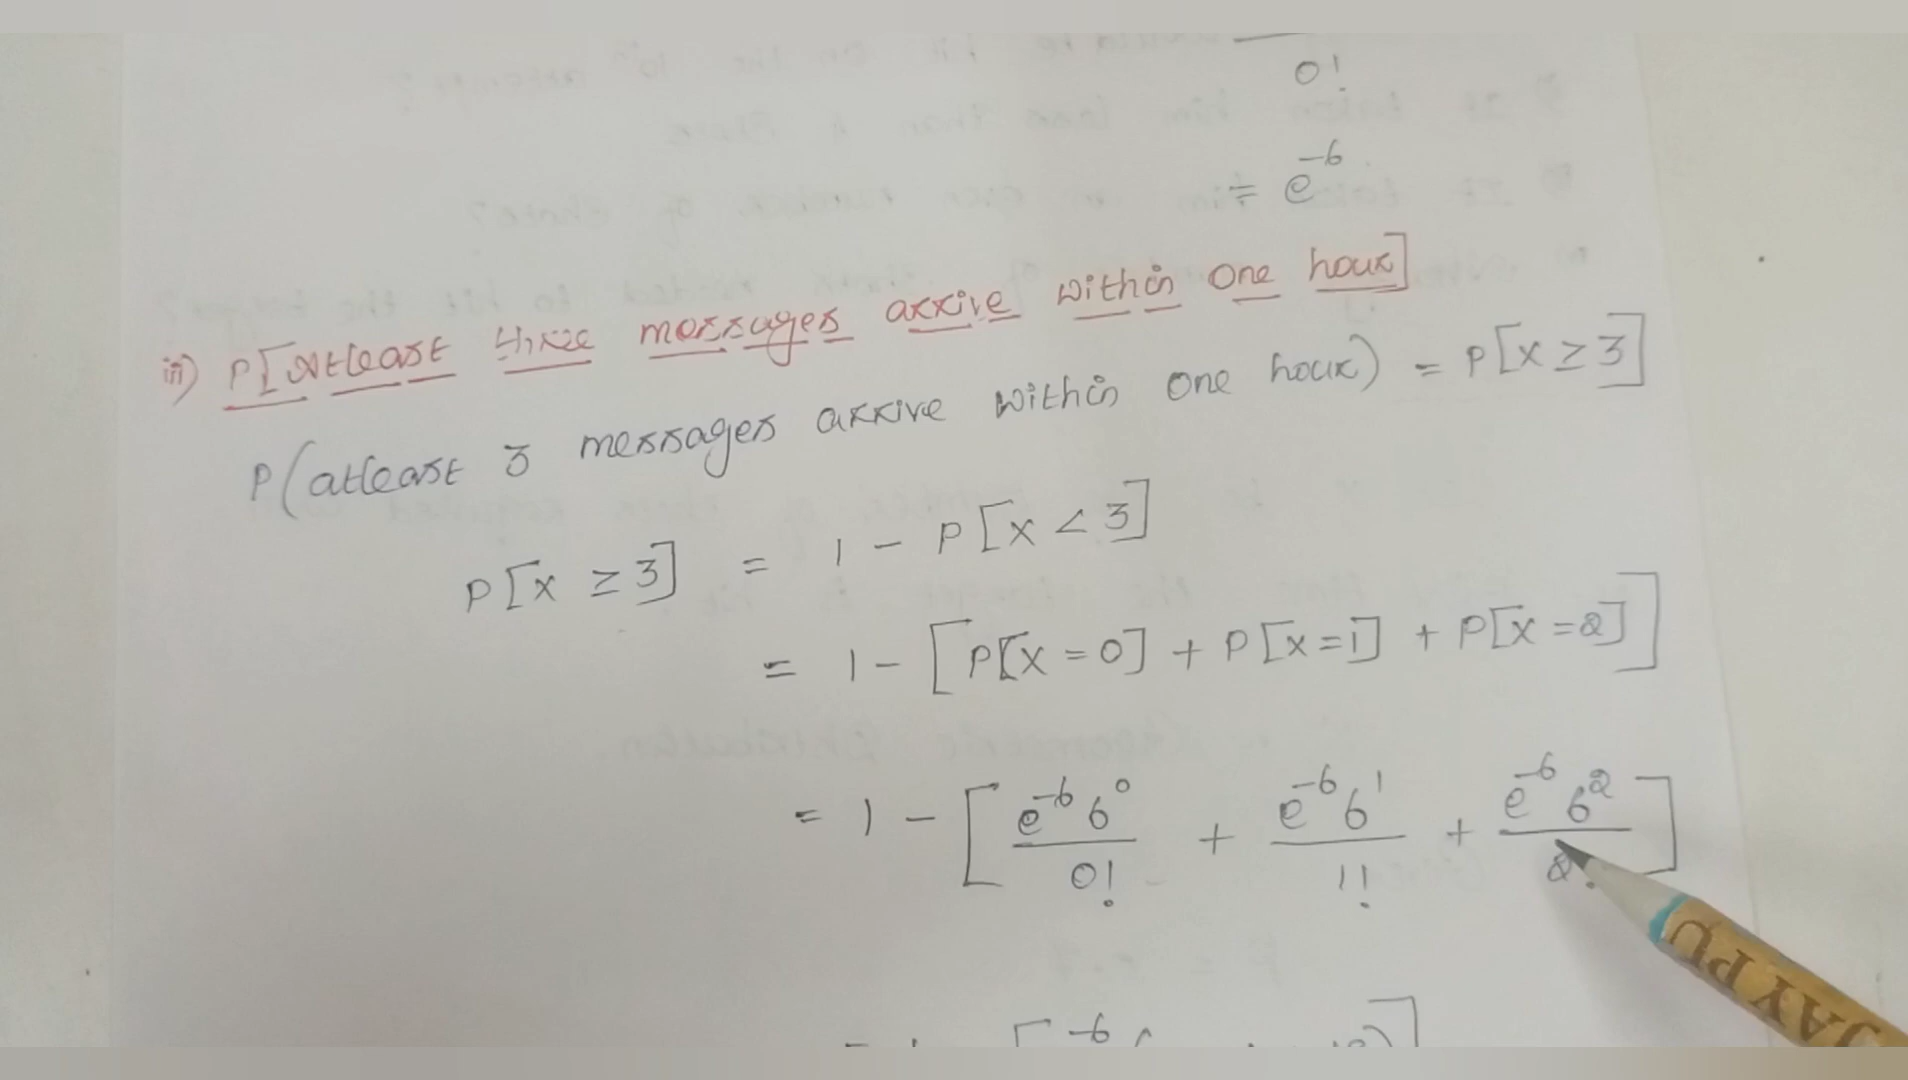 0!
= e^-6
iii) P[atleast three messages arrive within one hour]
P(atleast 3 messages arrive within one hour) = P[X ≥ 3]
P[X ≥ 3] = 1 - P[X < 3]
= 1 - [P[X = 0] + P[X = 1] + P[X = 2]]
= 1 - [e^-6 6^0 / 0! + e^-6 6^1 / 1! + e^-6 6^2 / 2!]
JAYPU